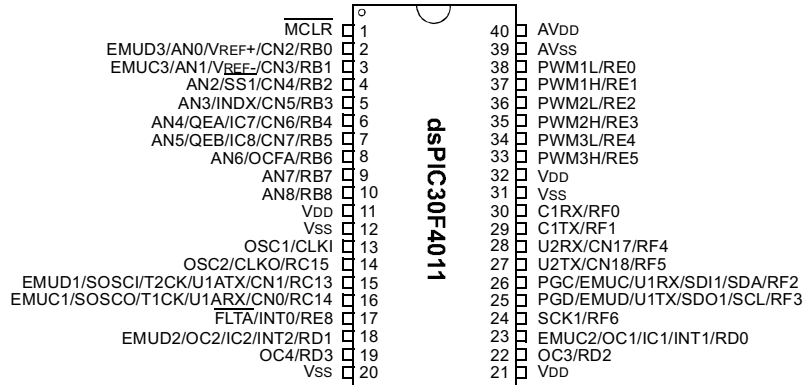 MCLR 1 40 AVDD
EMUD3/AN0/VREF+/CN2/RB0 2 39 AVSS
EMUC3/AN1/VREF-/CN3/RB1 3 38 PWM1L/RE0
AN2/SS1/CN4/RB2 4 37 PWM1H/RE1
AN3/INDX/CN5/RB3 5 36 PWM2L/RE2
AN4/QEA/IC7/CN6/RB4 6 35 PWM2H/RE3
AN5/QEB/IC8/CN7/RB5 7 34 PWM3L/RE4
AN6/OCFA/RB6 8 33 PWM3H/RE5
AN7/RB7 9 32 VDD
AN8/RB8 10 31 VSS
VDD 11 30 C1RX/RF0
VSS 12 29 C1TX/RF1
OSC1/CLKI 13 28 U2RX/CN17/RF4
OSC2/CLKO/RC15 14 27 U2TX/CN18/RF5
EMUD1/SOSCI/T2CK/U1ATX/CN1/RC13 15 26 PGC/EMUC/U1RX/SDI1/SDA/RF2
EMUC1/SOSCO/T1CK/U1ARX/CN0/RC14 16 25 PGD/EMUD/U1TX/SDO1/SCL/RF3
FLTA/INT0/RE8 17 24 SCK1/RF6
EMUD2/OC2/IC2/INT2/RD1 18 23 EMUC2/OC1/IC1/INT1/RD0
OC4/RD3 19 22 OC3/RD2
VSS 20 21 VDD
dsPIC30F4011